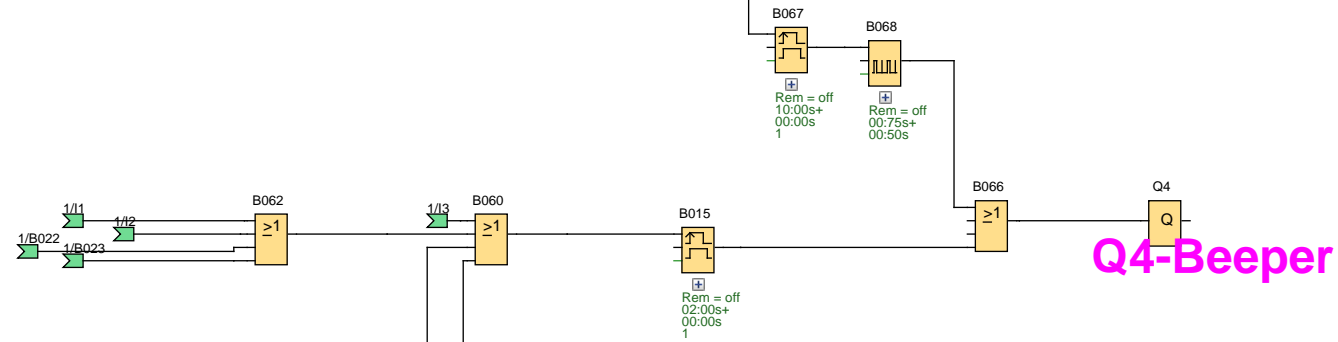 B067
B068
Rem = off
10:00s+
00:00s
1
Rem = off
00:75s+
00:50s
B062
B060
B066
Q4
1/I1
1/I2
1/I3
B015
≥1
≥1
≥1
Q
1/B022
1/B023
Q4-Beeper
Rem = off
02:00s+
00:00s
1